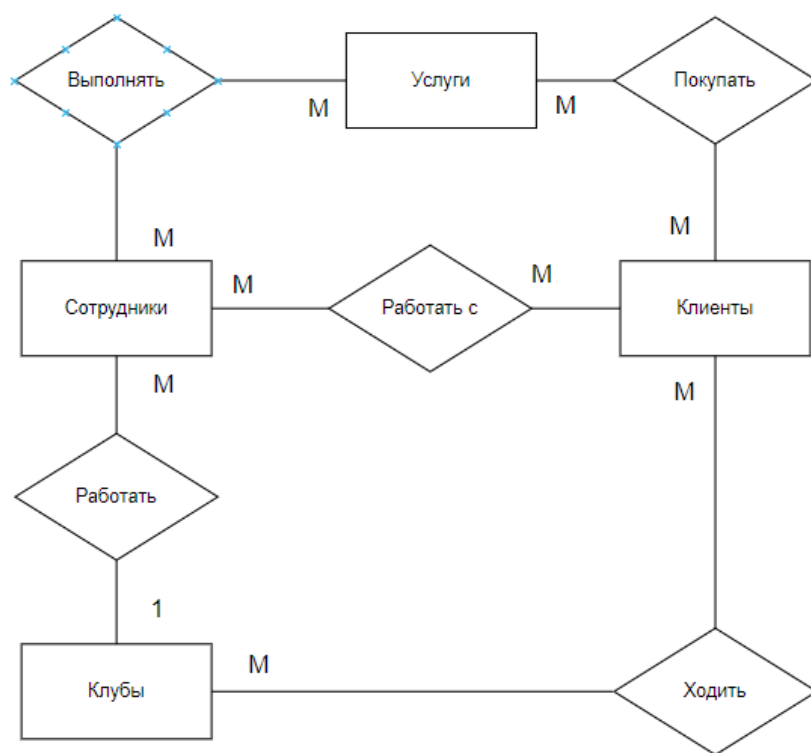 Выполнять
Услуги
Покупать
М
М
М
М
Сотрудники
М
Работать с
М
Клиенты
М
М
Работать
1
Клубы
М
Ходить